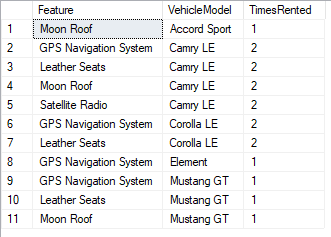 Feature VehicleModel TimesRented
1 Moon Roof Accord Sport 1
2 GPS Navigation System Camry LE 2
3 Leather Seats Camry LE 2
4 Moon Roof Camry LE 2
5 Satellite Radio Camry LE 2
6 GPS Navigation System Corolla LE 2
7 Leather Seats Corolla LE 2
8 GPS Navigation System Element 1
9 GPS Navigation System Mustang GT 1
10 Leather Seats Mustang GT 1
11 Moon Roof Mustang GT 1